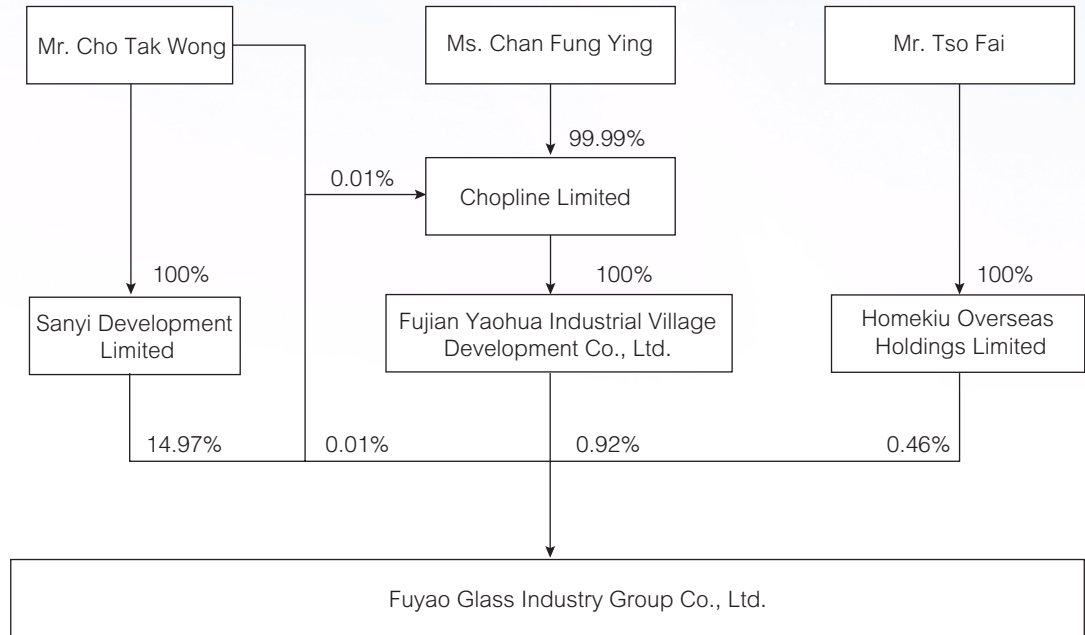 Mr. Cho Tak Wong
Ms. Chan Fung Ying
Mr. Tso Fai
99.99%
0.01%
Chopline Limited
100%
100%
100%
Sanyi Development
Limited
Fujian Yaohua Industrial Village
Development Co., Ltd.
Homekiu Overseas
Holdings Limited
14.97%
0.01%
0.92%
0.46%
Fuyao Glass Industry Group Co., Ltd.